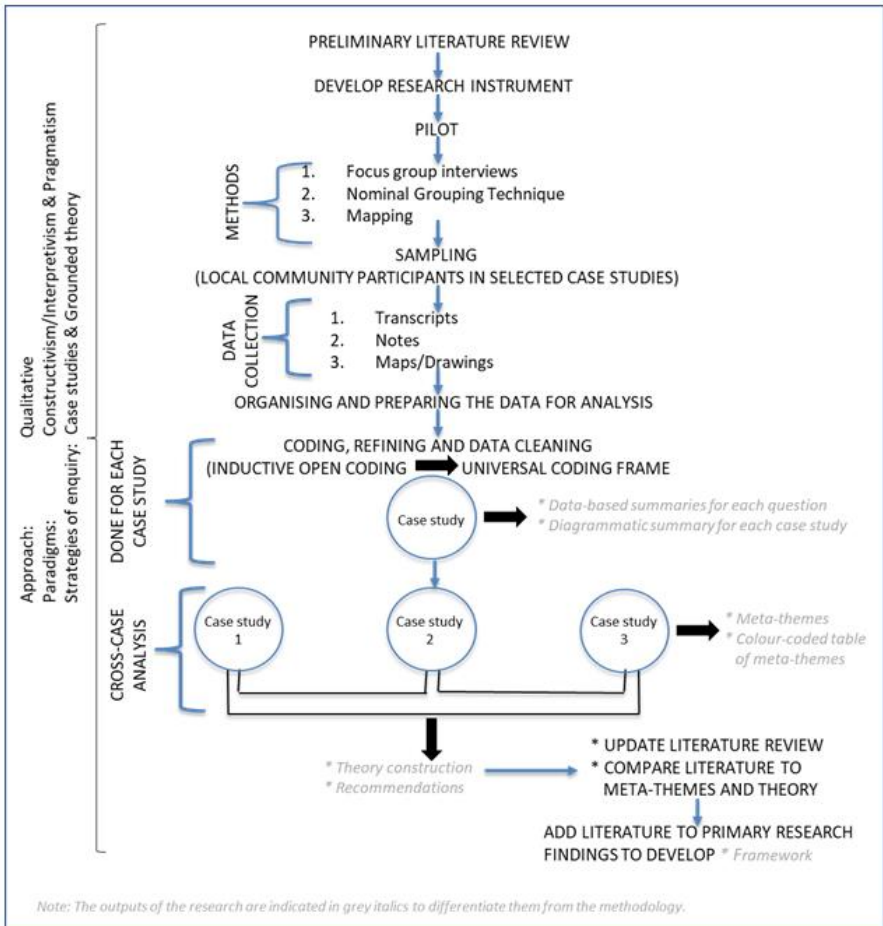 PRELIMINARY LITERATURE REVIEW
DEVELOP RESEARCH INSTRUMENT
PILOT
METHODS
1. Focus group interviews
2. Nominal Grouping Technique
3. Mapping
SAMPLING
(LOCAL COMMUNITY PARTICIPANTS IN SELECTED CASE STUDIES)
DATA
COLLECTION
1. Transcripts
2. Notes
3. Maps/Drawings
ORGANISING AND PREPARING THE DATA FOR ANALYSIS
Approach: Qualitative
Paradigms: Constructivism/Interpretivism & Pragmatism
Strategies of enquiry: Case studies & Grounded theory
DONE FOR EACH
CASE STUDY
CODING, REFINING AND DATA CLEANING
(INDUCTIVE OPEN CODING UNIVERSAL CODING FRAME
Case study
* Data-based summaries for each question
* Diagrammatic summary for each case study
CROSS-CASE
ANALYSIS
Case study
1
Case study
2
Case study
3
* Meta-themes
* Colour-coded table
of meta-themes
* Theory construction
* Recommendations
* UPDATE LITERATURE REVIEW
* COMPARE LITERATURE TO
META-THEMES AND THEORY
ADD LITERATURE TO PRIMARY RESEARCH
FINDINGS TO DEVELOP * Framework
Note: The outputs of the research are indicated in grey italics to differentiate them from the methodology.